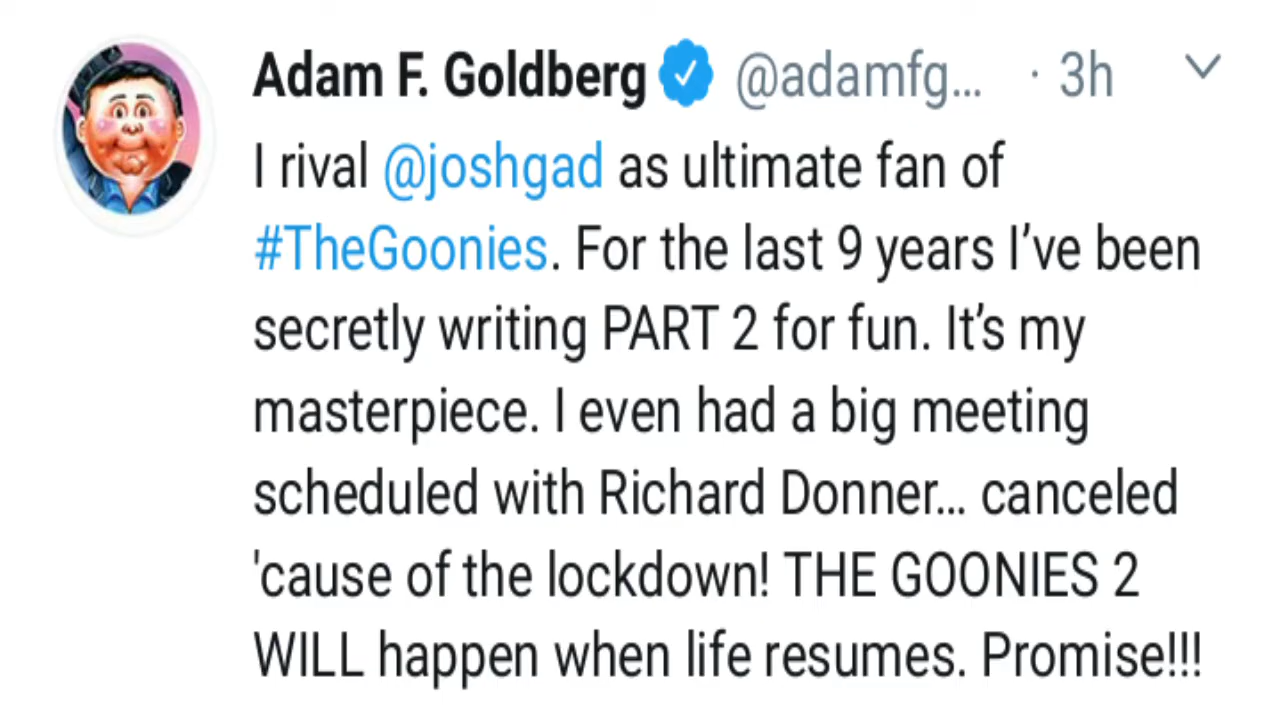 Adam F. Goldberg @adamfg... · 3h
I rival @joshgad as ultimate fan of
#TheGoonies. For the last 9 years I’ve been
secretly writing PART 2 for fun. It’s my
masterpiece. I even had a big meeting
scheduled with Richard Donner... canceled
'cause of the lockdown! THE GOONIES 2
WILL happen when life resumes. Promise!!!